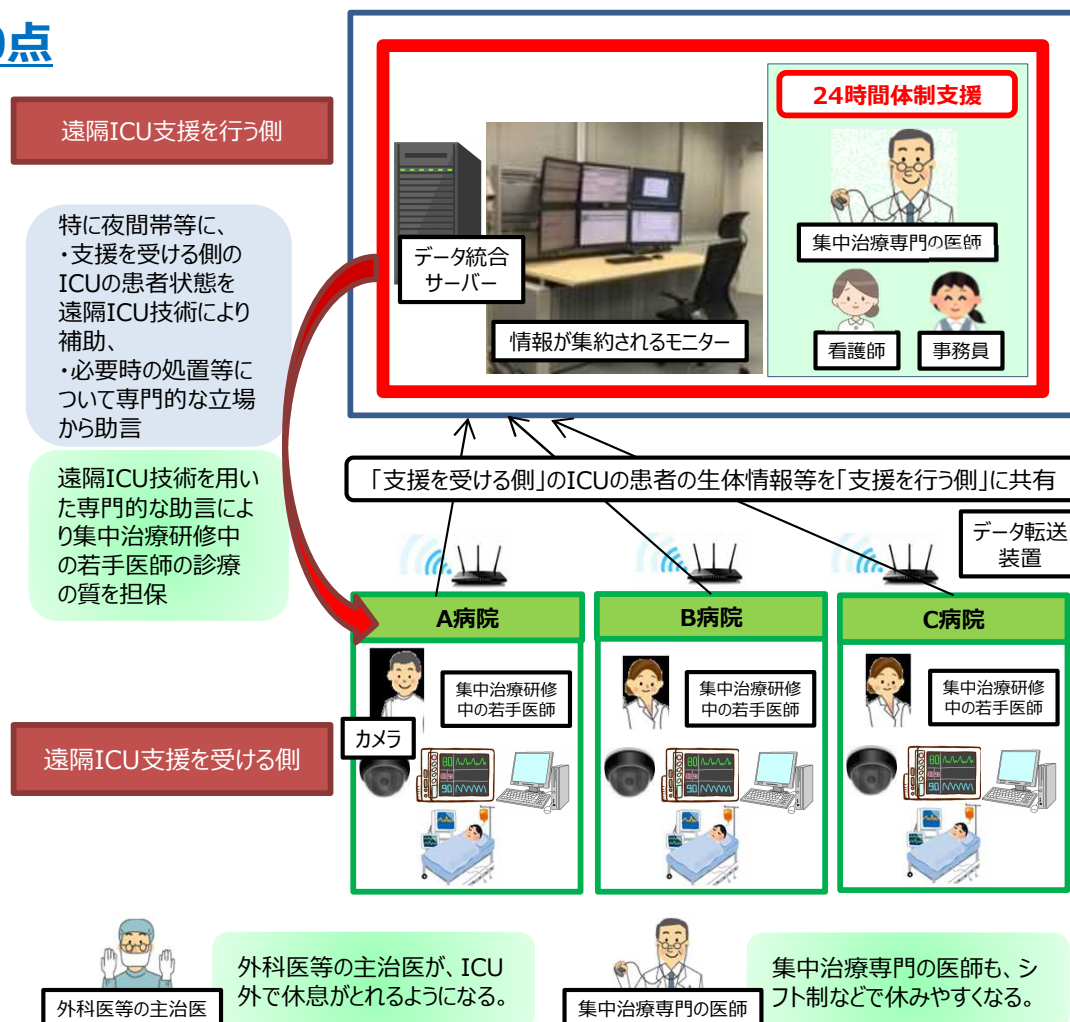 点
24時間体制支援
遠隔ICU支援を行う側
特に夜間帯等に、
・支援を受ける側の
ICUの患者状態を
遠隔ICU技術により
補助、
・必要時の処置等に
ついて専門的な立場
から助言
データ統合
サーバー
情報が集約されるモニター
集中治療専門の医師
看護師
事務員
遠隔ICU技術を用い
た専門的な助言によ
り集中治療研修中
の若手医師の診療
の質を担保
「支援を受ける側」のICUの患者の生体情報等を「支援を行う側」に共有
データ転送
装置
A病院
B病院
C病院
集中治療研修
中の若手医師
集中治療研修
中の若手医師
集中治療研修
中の若手医師
カメラ
80
90
80
90
80
90
遠隔ICU支援を受ける側
外科医等の主治医
外科医等の主治医が、ICU
外で休息がとれるようになる。
集中治療専門の医師
集中治療専門の医師も、シ
フト制などで休みやすくなる。